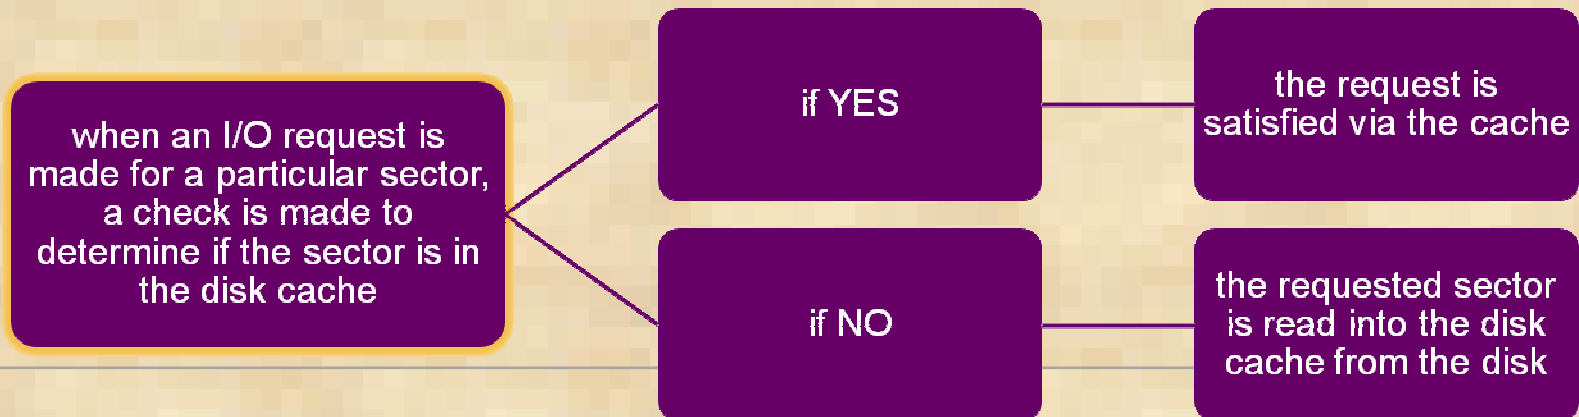 when an I/O request is
made for a particular sector,
a check is made to
determine if the sector is in
the disk cache
if YES
the request is
satisfied via the cache
if NO
the requested sector
is read into the disk
cache from the disk